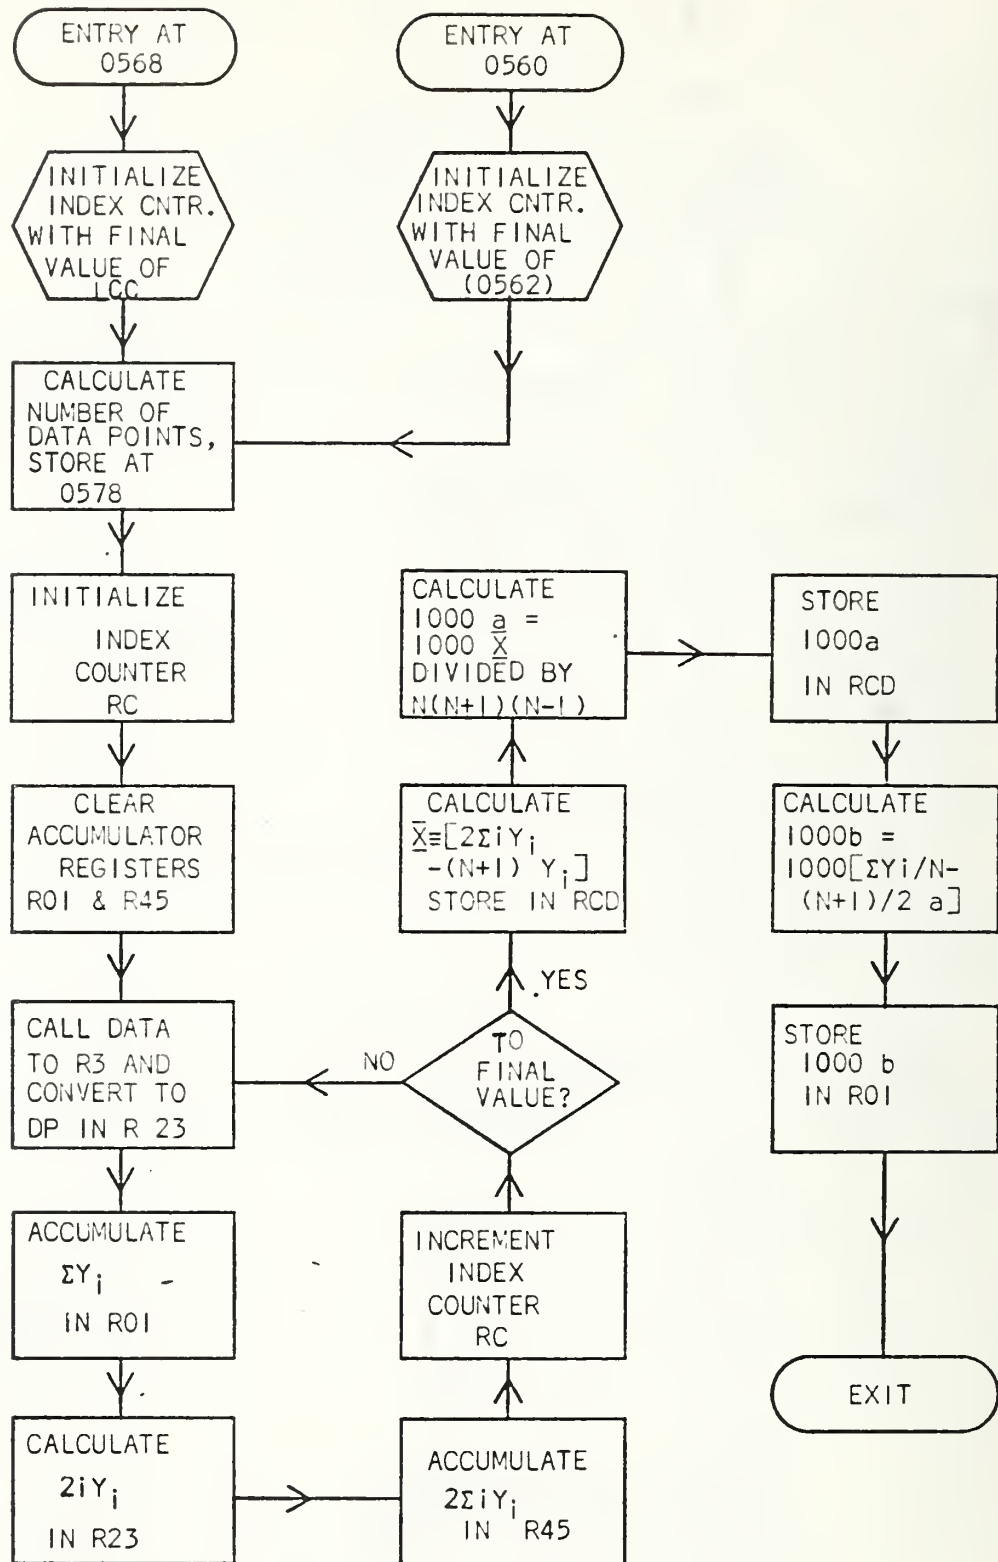 ENTRY AT
0568
INITIALIZE
INDEX CNTR.
WITH FINAL
VALUE OF
LCC
CALCULATE
NUMBER OF
DATA POINTS,
STORE AT
0578
INITIALIZE
INDEX
COUNTER
RC
CLEAR
ACCUMULATOR
REGISTERS
R01 & R45
CALL DATA
TO R3 AND
CONVERT TO
DP IN R 23
ACCUMULATE
ΣYi
IN R01
CALCULATE
2iYi
IN R23
ENTRY AT
0560
INITIALIZE
INDEX CNTR.
WITH FINAL
VALUE OF
(0562)
CALCULATE
1000 a =
1000 X̲̅
DIVIDED BY
N(N+1)(N-1)
CALCULATE
X̲̅≡[2ΣiYi
-(N+1) Yi]
STORE IN RCD
YES
NO
TO
FINAL
VALUE?
INCREMENT
INDEX
COUNTER
RC
ACCUMULATE
2ΣiYi
IN R45
STORE
1000a
IN RCD
CALCULATE
1000b =
1000[ΣYi/N-
(N+1)/2 a]
STORE
1000 b
IN R01
EXIT